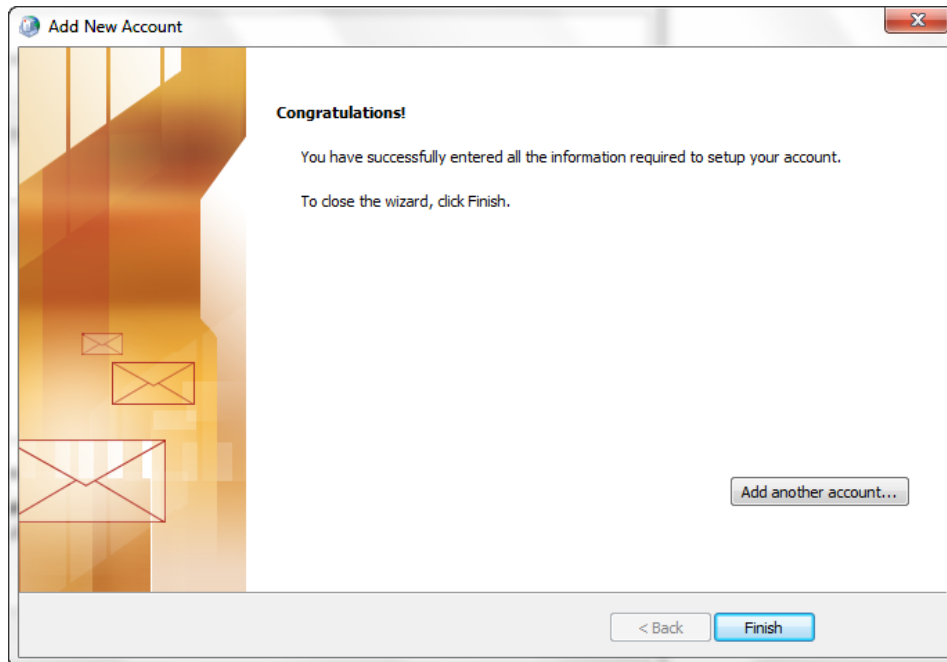 Add New Account
Congratulations!
You have successfully entered all the information required to setup your account.
To close the wizard, click Finish.
Add another account...
< Back
Finish